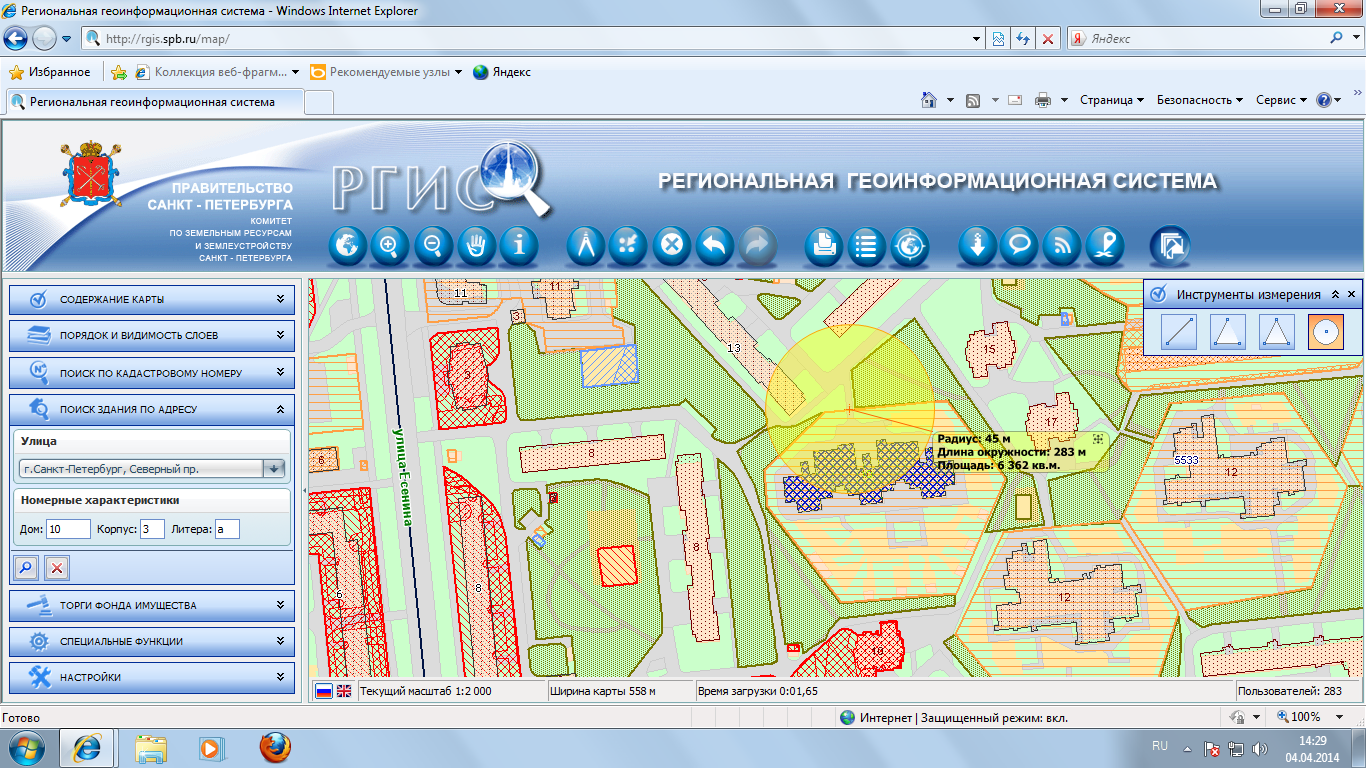 Региональная геоинформационная система - Windows Internet Explorer
http://rgis.spb.ru/map/
Яндекс
Избранное
Коллекция веб-фрагм...
Рекомендуемые узлы
Яндекс
Региональная геоинформационная система
Страница
Безопасность
Сервис
ПРАВИТЕЛЬСТВО
САНКТ - ПЕТЕРБУРГА
КОМИТЕТ
ПО ЗЕМЕЛЬНЫМ РЕСУРСАМ
И ЗЕМЛЕУСТРОЙСТВУ
САНКТ - ПЕТЕРБУРГА
РГИС
РЕГИОНАЛЬНАЯ ГЕОИНФОРМАЦИОННАЯ СИСТЕМА
СОДЕРЖАНИЕ КАРТЫ
ПОРЯДОК И ВИДИМОСТЬ СЛОЕВ
ПОИСК ПО КАДАСТРОВОМУ НОМЕРУ
ПОИСК ЗДАНИЯ ПО АДРЕСУ
Улица
г.Санкт-Петербург, Северный пр.
Номерные характеристики
Дом: 10 Корпус: 3 Литера: а
ТОРГИ ФОНДА ИМУЩЕСТВА
СПЕЦИАЛЬНЫЕ ФУНКЦИИ
НАСТРОЙКИ
Инструменты измерения
11
11
3
13
15
17
9
улица Есенина
8
6
5533
12
Радиус: 45 м
Длина окружности: 283 м
Площадь: 6 362 кв.м.
8
8
6
12
10
Текущий масштаб 1:2 000
Ширина карты 558 м
Время загрузки 0:01,65
Пользователей: 283
Готово
Интернет | Защищенный режим: вкл.
100%
RU
14:29
04.04.2014